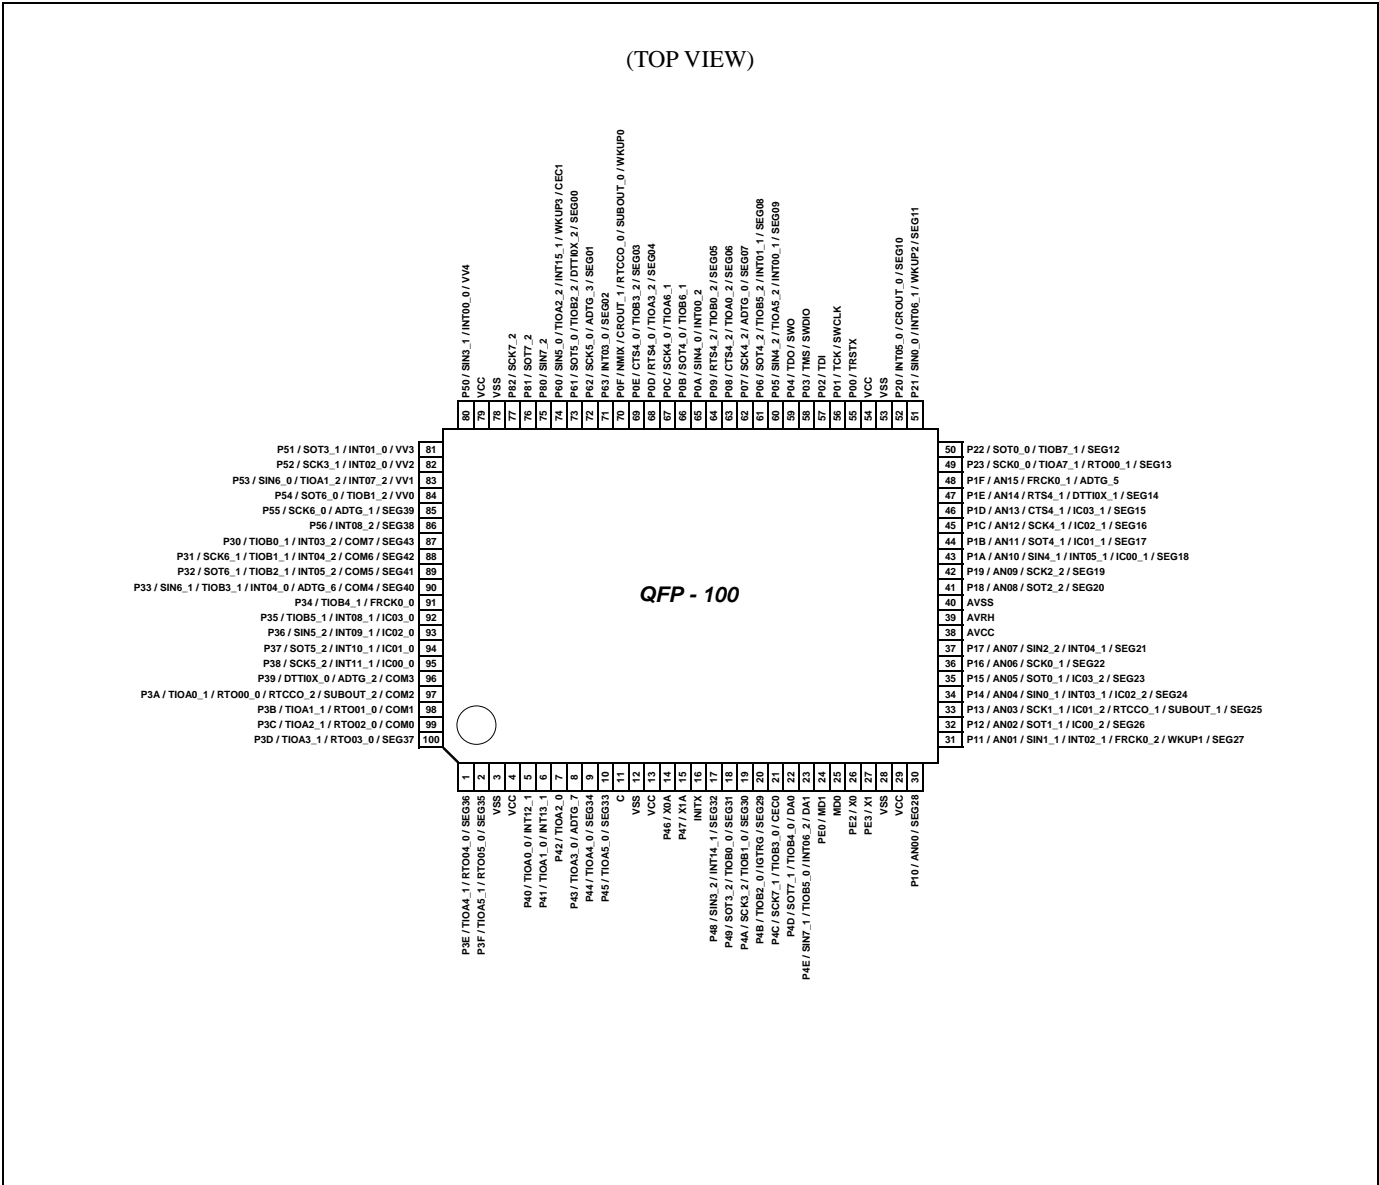 (TOP VIEW)
P50 / SIN3_1 / INT00_0 / VV4
VCC
VSS
P82 / SCK7_2
P81 / SOT7_2
P80 / SIN7_2
P60 / SIN5_0 / TIOA2_2 / INT15_1 / WKUP3 / CEC1
P61 / SOT5_0 / TIOB2_2 / DTTI0X_2 / SEG00
P62 / SCK5_0 / ADTG_3 / SEG01
P63 / INT03_0 / SEG02
P0F / NMIX / CROUT_1 / RTCCO_0 / SUBOUT_0 / WKUP0
P0E / CTS4_0 / TIOB3_2 / SEG03
P0D / RTS4_0 / TIOA3_2 / SEG04
P0C / SCK4_0 / TIOA6_1
P0B / SOT4_0 / TIOB6_1
P0A / SIN4_0 / INT00_2
P09 / RTS4_2 / TIOB0_2 / SEG05
P08 / CTS4_2 / TIOA0_2 / SEG06
P07 / SCK4_2 / ADTG_0 / SEG07
P06 / SOT4_2 / TIOB5_2 / INT01_1 / SEG08
P05 / SIN4_2 / TIOA5_2 / INT00_1 / SEG09
P04 / TDO / SWO
P03 / TMS / SWDIO
P02 / TDI
P01 / TCK / SWCLK
P00 / TRSTX
VCC
VSS
P20 / INT05_0 / CROUT_0 / SEG10
P21 / SIN0_0 / INT06_1 / WKUP2 / SEG11
80 79 78 77 76 75 74 73 72 71 70 69 68 67 66 65 64 63 62 61 60 59 58 57 56 55 54 53 52 51
P51 / SOT3_1 / INT01_0 / VV3 81
P52 / SCK3_1 / INT02_0 / VV2 82
P53 / SIN6_0 / TIOA1_2 / INT07_2 / VV1 83
P54 / SOT6_0 / TIOB1_2 / VV0 84
P55 / SCK6_0 / ADTG_1 / SEG39 85
P56 / INT08_2 / SEG38 86
P30 / TIOB0_1 / INT03_2 / COM7 / SEG43 87
P31 / SCK6_1 / TIOB1_1 / INT04_2 / COM6 / SEG42 88
P32 / SOT6_1 / TIOB2_1 / INT05_2 / COM5 / SEG41 89
P33 / SIN6_1 / TIOB3_1 / INT04_0 / ADTG_6 / COM4 / SEG40 90
P34 / TIOB4_1 / FRCK0_0 91
P35 / TIOB5_1 / INT08_1 / IC03_0 92
P36 / SIN5_2 / INT09_1 / IC02_0 93
P37 / SOT5_2 / INT10_1 / IC01_0 94
P38 / SCK5_2 / INT11_1 / IC00_0 95
P39 / DTTI0X_0 / ADTG_2 / COM3 96
P3A / TIOA0_1 / RTO00_0 / RTCCO_2 / SUBOUT_2 / COM2 97
P3B / TIOA1_1 / RTO01_0 / COM1 98
P3C / TIOA2_1 / RTO02_0 / COM0 99
P3D / TIOA3_1 / RTO03_0 / SEG37 100
QFP - 100
50 P22 / SOT0_0 / TIOB7_1 / SEG12
49 P23 / SCK0_0 / TIOA7_1 / RTO00_1 / SEG13
48 P1F / AN15 / FRCK0_1 / ADTG_5
47 P1E / AN14 / RTS4_1 / DTTI0X_1 / SEG14
46 P1D / AN13 / CTS4_1 / IC03_1 / SEG15
45 P1C / AN12 / SCK4_1 / IC02_1 / SEG16
44 P1B / AN11 / SOT4_1 / IC01_1 / SEG17
43 P1A / AN10 / SIN4_1 / INT05_1 / IC00_1 / SEG18
42 P19 / AN09 / SCK2_2 / SEG19
41 P18 / AN08 / SOT2_2 / SEG20
40 AVSS
39 AVRH
38 AVCC
37 P17 / AN07 / SIN2_2 / INT04_1 / SEG21
36 P16 / AN06 / SCK0_1 / SEG22
35 P15 / AN05 / SOT0_1 / IC03_2 / SEG23
34 P14 / AN04 / SIN0_1 / INT03_1 / IC02_2 / SEG24
33 P13 / AN03 / SCK1_1 / IC01_2 / RTCCO_1 / SUBOUT_1 / SEG25
32 P12 / AN02 / SOT1_1 / IC00_2 / SEG26
31 P11 / AN01 / SIN1_1 / INT02_1 / FRCK0_2 / WKUP1 / SEG27
1 2 3 4 5 6 7 8 9 10 11 12 13 14 15 16 17 18 19 20 21 22 23 24 25 26 27 28 29 30
P3E / TIOA4_1 / RTO04_0 / SEG36
P3F / TIOA5_1 / RTO05_0 / SEG35
VSS
VCC
P40 / TIOA0_0 / INT12_1
P41 / TIOA1_0 / INT13_1
P42 / TIOA2_0
P43 / TIOA3_0 / ADTG_7
P44 / TIOA4_0 / SEG34
P45 / TIOA5_0 / SEG33
C
VSS
VCC
P46 / X0A
P47 / X1A
INITX
P48 / SIN3_2 / INT14_1 / SEG32
P49 / SOT3_2 / TIOB0_0 / SEG31
P4A / SCK3_2 / TIOB1_0 / SEG30
P4B / TIOB2_0 / IGTRG / SEG29
P4C / SCK7_1 / TIOB3_0 / CEC0
P4D / SOT7_1 / TIOB4_0 / DA0
P4E / SIN7_1 / TIOB5_0 / INT06_2 / DA1
PE0 / MD1
MD0
PE2 / X0
PE3 / X1
VSS
VCC
P10 / AN00 / SEG28